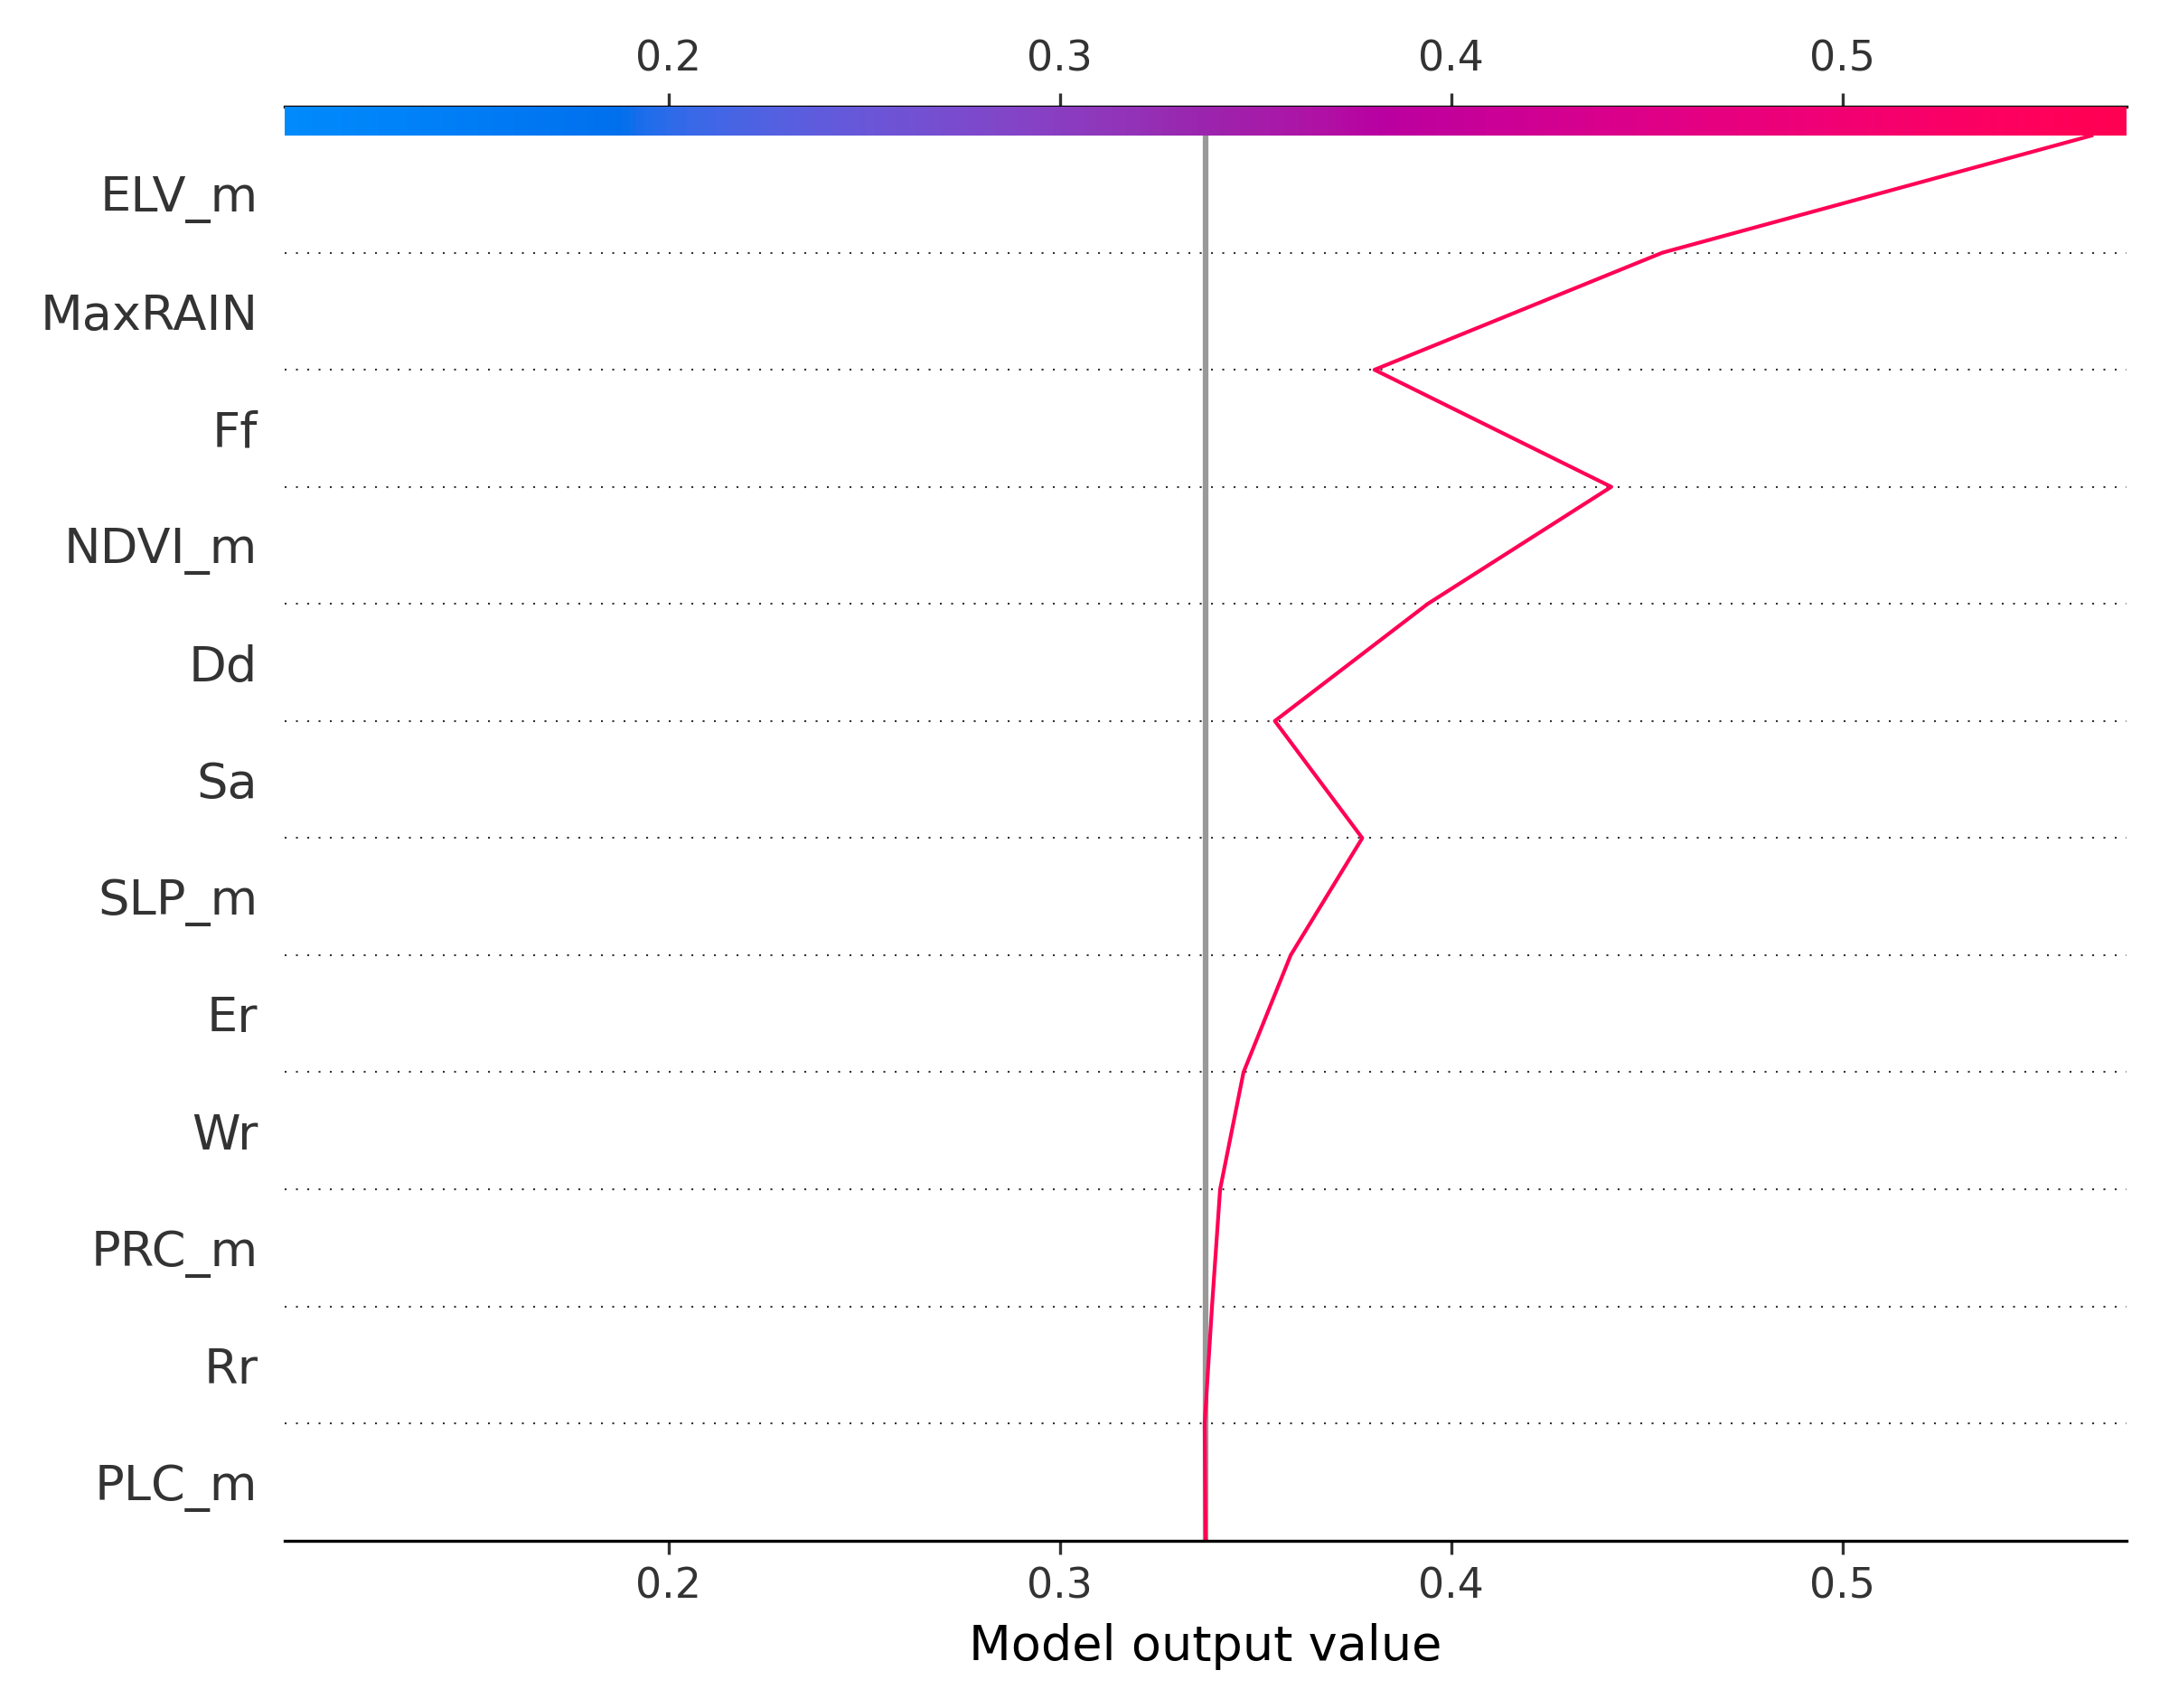 0.2 0.3 0.4 0.5
ELV_m
MaxRAIN
Ff
NDVI_m
Dd
Sa
SLP_m
Er
Wr
PRC_m
Rr
PLC_m
0.2 0.3 0.4 0.5
Model output value